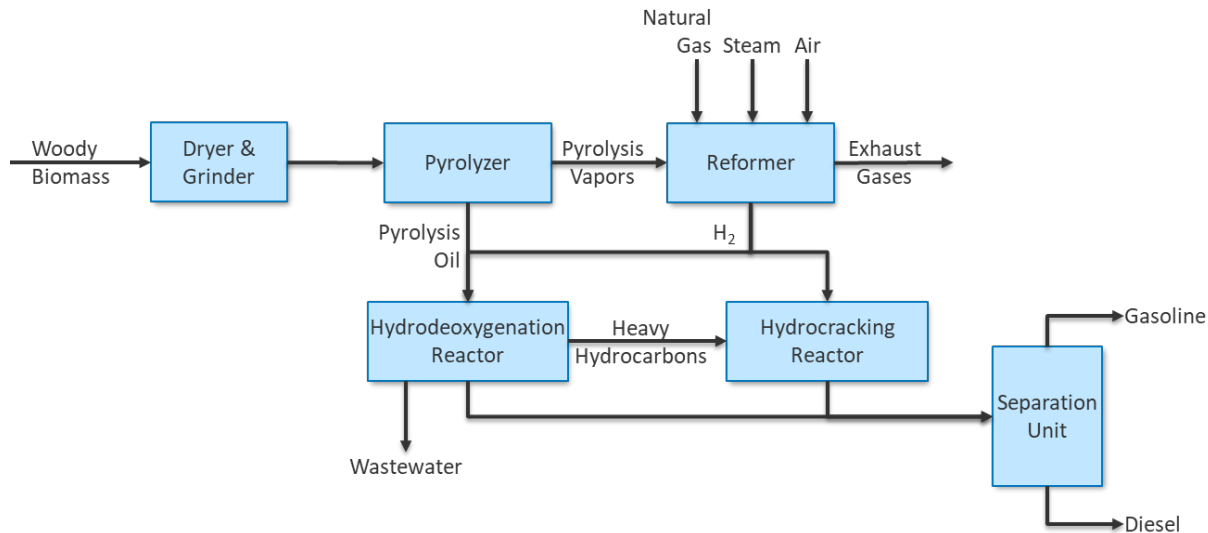 Natural
Gas Steam Air
Woody
Biomass
Dryer &
Grinder
Pyrolyzer
Pyrolysis
Vapors
Reformer
Exhaust
Gases
Pyrolysis
Oil
H₂
Hydrodeoxygenation
Reactor
Heavy
Hydrocarbons
Hydrocracking
Reactor
Gasoline
Separation
Unit
Wastewater
Diesel